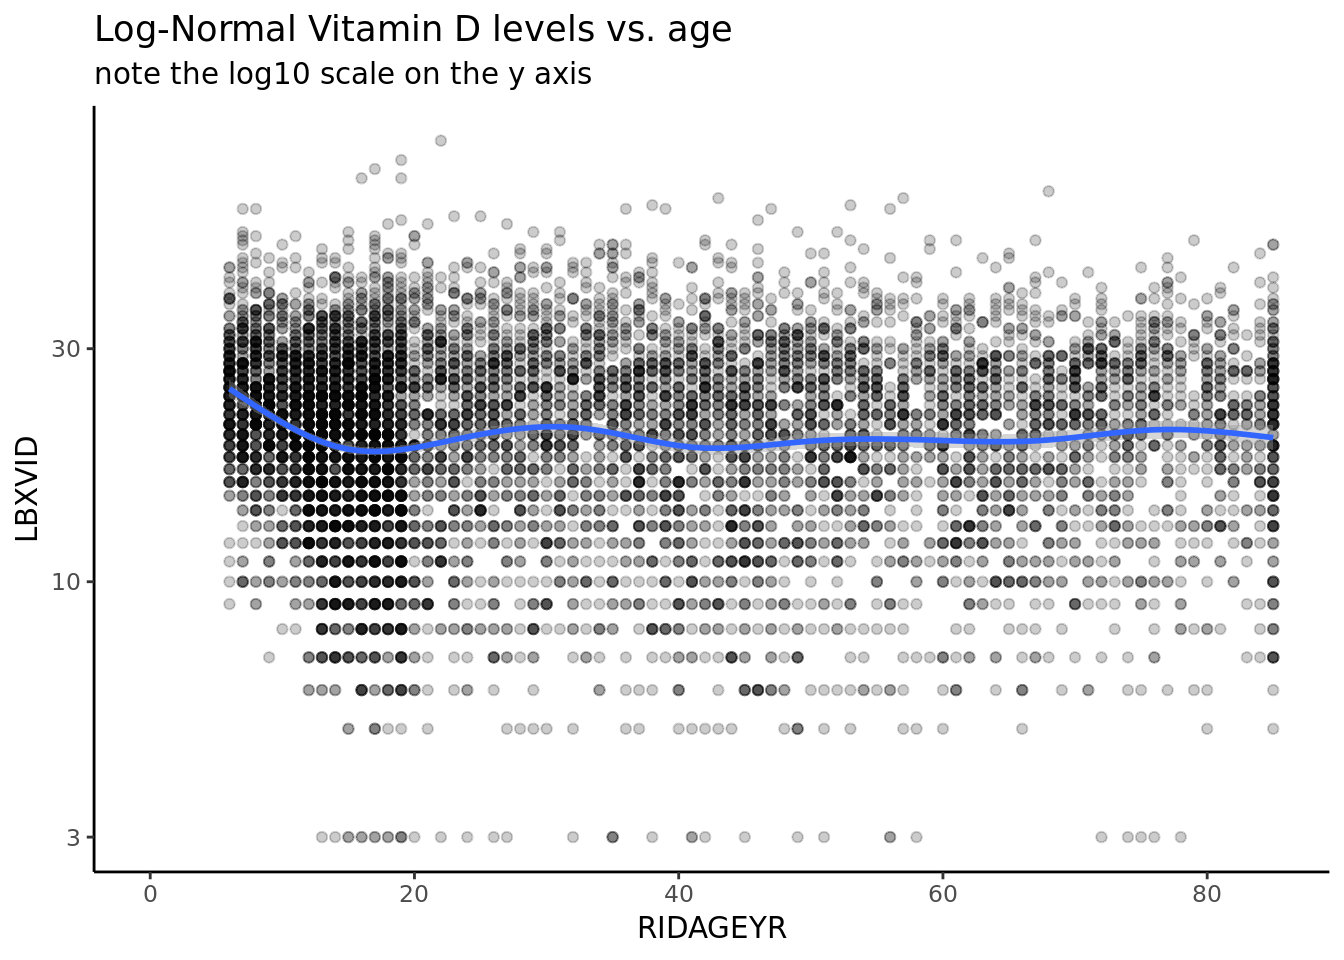 Log-Normal Vitamin D levels vs. age
note the log10 scale on the y axis
30
10
3
LBXVID
0 20 40 60 80
RIDAGEYR